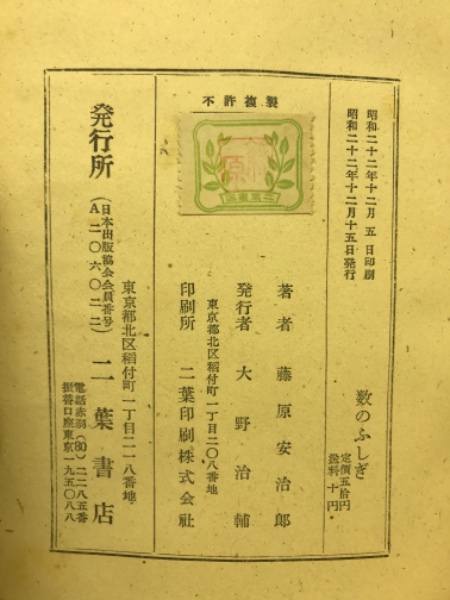 昭和二十二年十二月 五 日印刷
昭和二十二年十二月十五日発行
数のふしぎ
定価五拾円
送料 十 円
不許複製
著者 藤原安治郎
発行者 大野治輔
東京都北区稲付町一丁目二〇八番地
印刷所 二葉印刷株式会社
東京都北区稲付町一丁目二一八番地
発行所
(日本出版協会会員番号)
(A二〇六〇二二)
二葉書店
電話赤羽(80)二二八五番
振替口座東京一九五〇八八